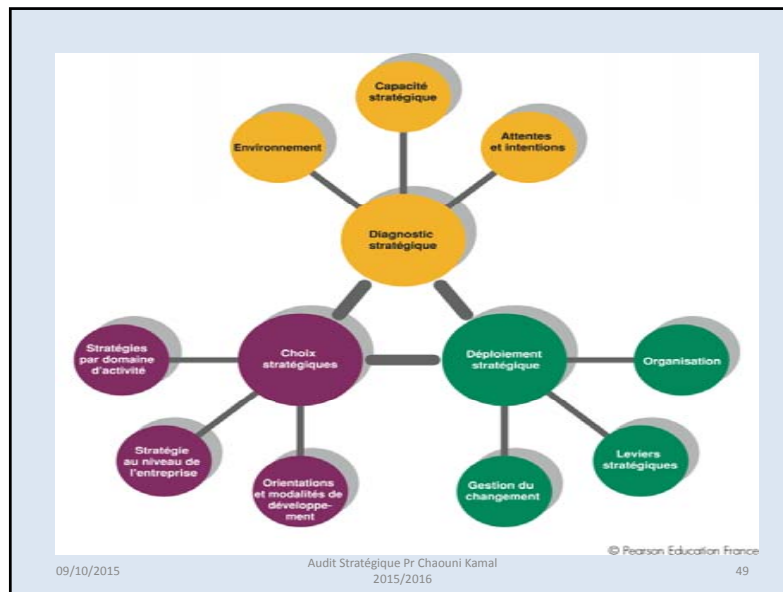 Capacité
stratégique
Environnement
Attentes
et intentions
Diagnostic
stratégique
Stratégies
par domaine
d'activité
Choix
stratégiques
Déploiement
stratégique
Organisation
Stratégie
au niveau de
l'entreprise
Orientations
et modalités de
développe-
ment
Gestion du
changement
Leviers
stratégiques
© Pearson Education France
09/10/2015
Audit Stratégique Pr Chaouni Kamal
2015/2016
49